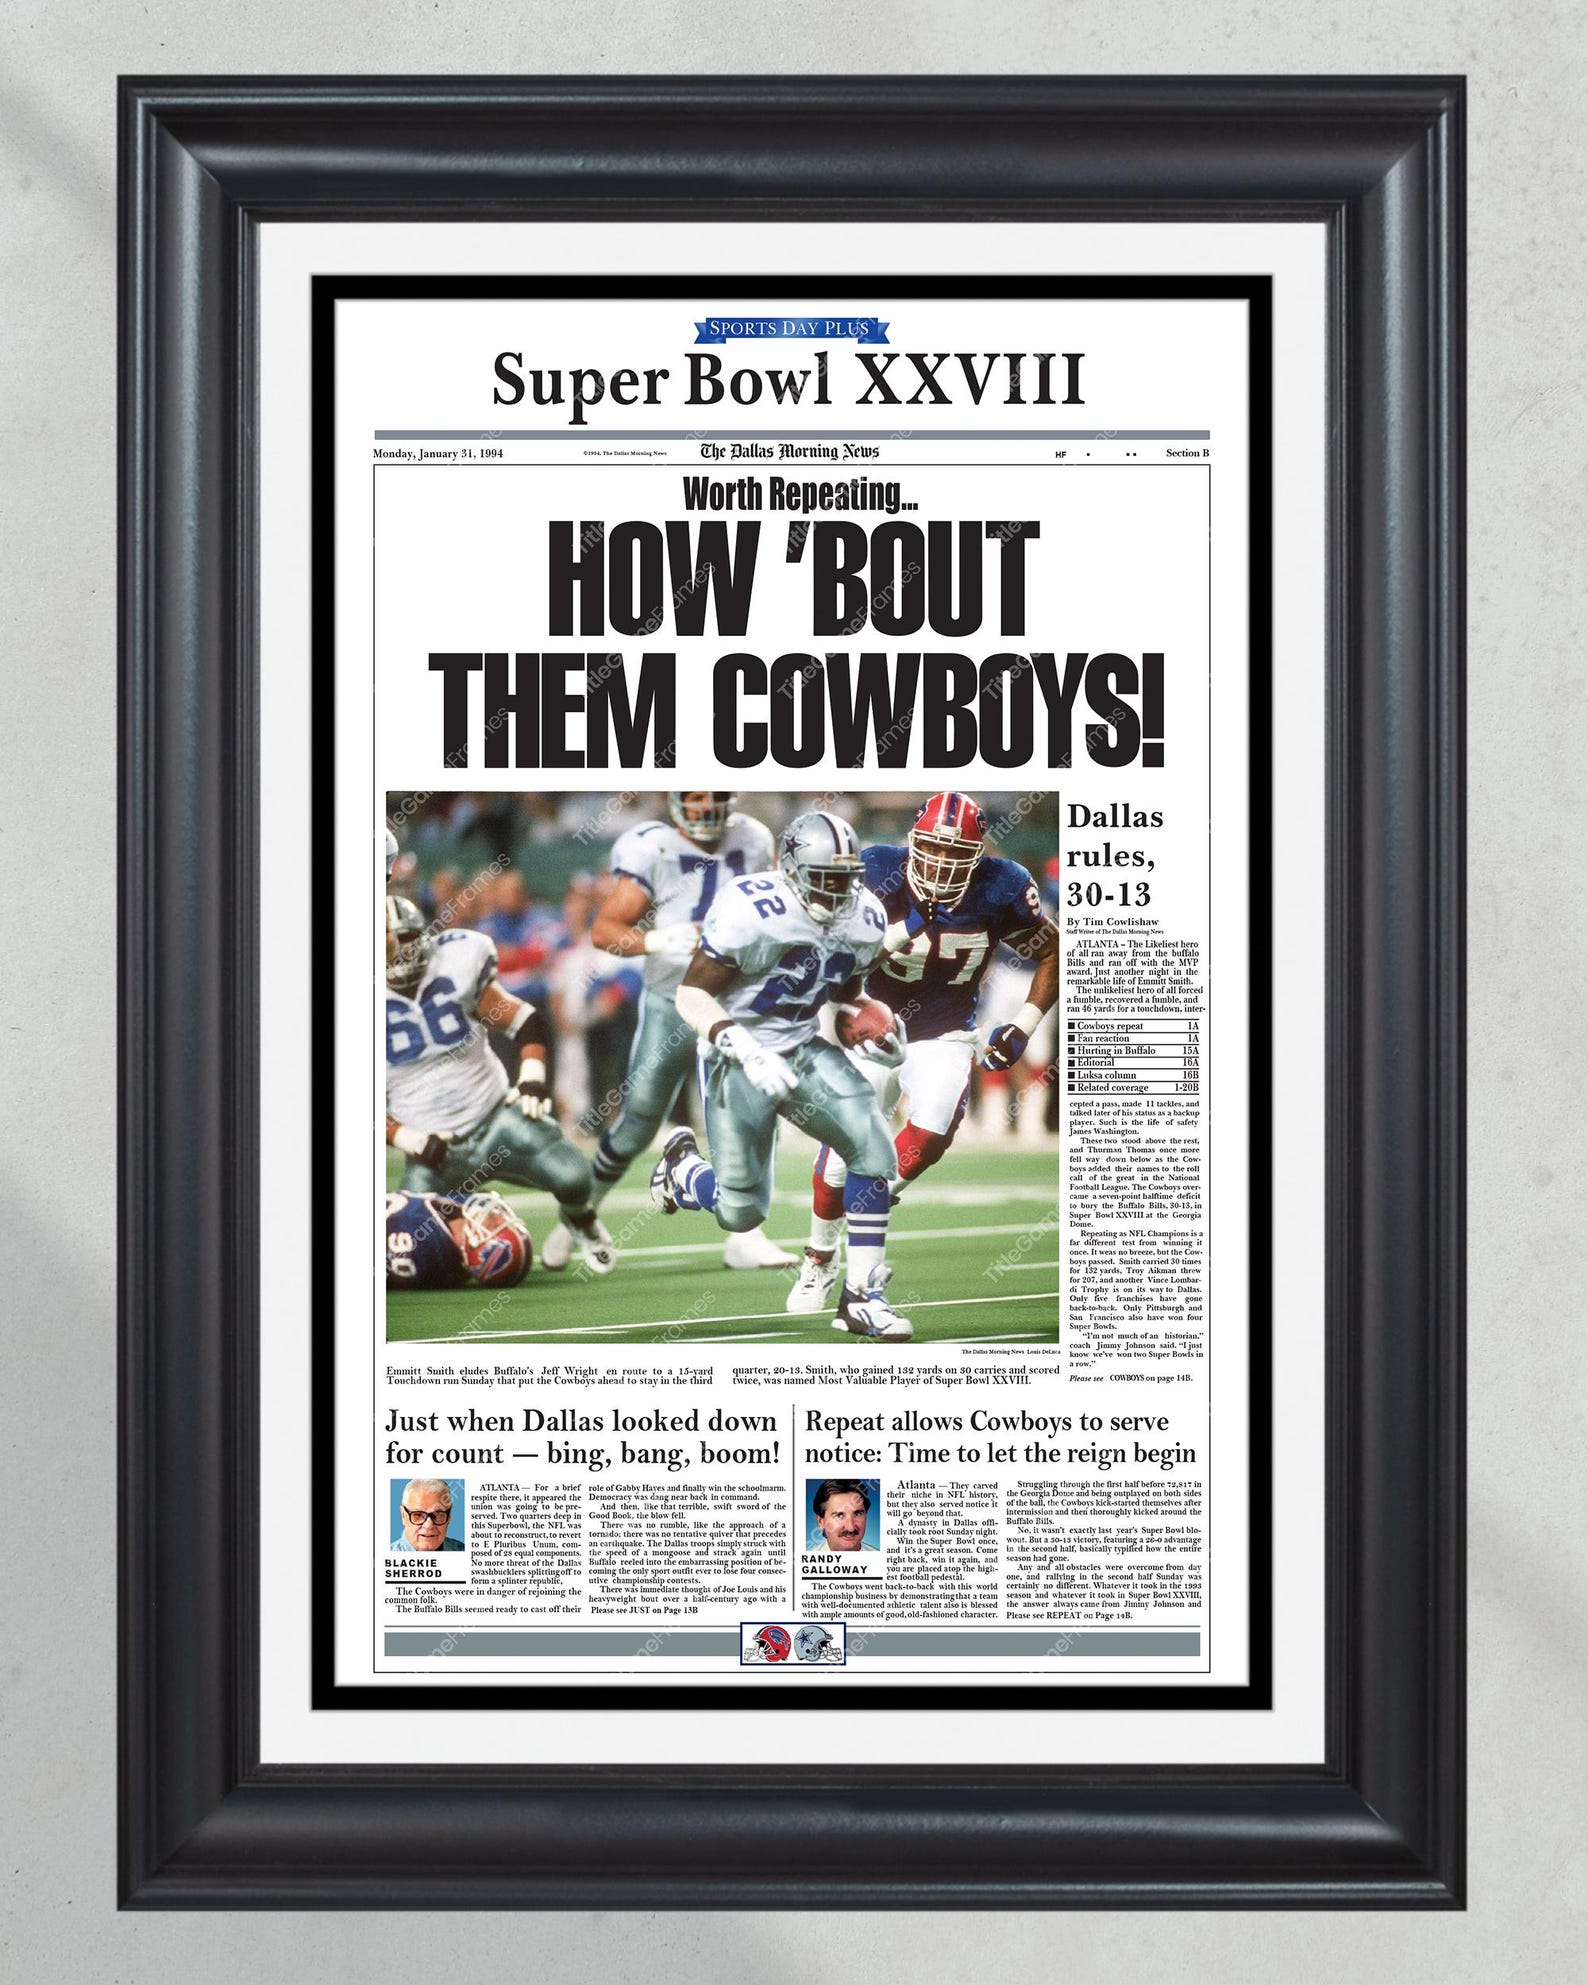 SPORTS DAY PLUS
Super Bowl XXVIII
Monday, January 31, 1994
©1994, The Dallas Morning News
The Dallas Morning News
HF
Section B
Worth Repeating...
HOW 'BOUT
THEM COWBOYS!
71
22
22
2
97
9
66
The Dallas Morning News Louis DeLuca
Emmitt Smith eludes Buffalo's Jeff Wright en route to a 15-yard
Touchdown run Sunday that put the Cowboys ahead to stay in the third
quarter, 20-13. Smith, who gained 132 yards on 30 carries and scored
twice, was named Most Valuable Player of Super Bowl XXVIII.
Dallas
rules,
30-13
By Tim Cowlishaw
Staff Writer of The Dallas Morning News
ATLANTA – The Likeliest hero
of all ran away from the buffalo
Bills and ran off with the MVP
award. Just another night in the
remarkable life of Emmitt Smith.
The unlikeliest hero of all forced
a fumble, recovered a fumble, and
ran 46 yards for a touchdown, inter-
Cowboys repeat 1A
Fan reaction 1A
Hurting in Buffalo 15A
Editorial 16A
Luksa column 16B
Related coverage 1-20B
cepted a pass, made 11 tackles, and
talked later of his status as a backup
player. Such is the life of safety
James Washington.
These two stood above the rest,
and Thurman Thomas once more
fell way down below as the Cow-
boys added their names to the roll
call of the great in the National
Football League. The Cowboys over-
came a seven-point halftime deficit
to bury the Buffalo Bills, 30-13, in
Super Bowl XXVIII at the Georgia
Dome.
Repeating as NFL Champions is a
far different test from winning it
once. It weas no breeze, but the Cow-
boys passed. Smith carried 30 times
for 132 yards, Troy Aikman threw
for 207, and another Vince Lombar-
di Trophy is on its way to Dallas.
Only five franchises have gone
back-to-back. Only Pittsburgh and
San Francisco also have won four
Super Bowls.
"I'm not much of an historian,"
coach Jimmy Johnson said. "I just
know we've won two Super Bowls in
a row."
Please see COWBOYS on page 14B.
Just when Dallas looked down
for count — bing, bang, boom!
BLACKIE
SHERROD
ATLANTA — For a brief
respite there, it appeared the
union was going to be pre-
served. Two quarters deep in
this Superbowl, the NFL was
about to reconstruct, to revert
to E Pluribus Unum, com-
posed of 28 equal components.
No more threat of the Dallas
swashbucklers splitting off to
form a splinter republic,
The Cowboys were in danger of rejoining the
common folk.
The Buffalo Bills seemed ready to cast off their
role of Gabby Hayes and finally win the schoolmarm.
Democracy was dang near back in command.
And then, like that terrible, swift sword of the
Good Book, the blow fell.
There was no rumble, like the approach of a
tornado; there was no tentative quiver that precedes
an earthquake. The Dallas troops simply struck with
the speed of a mongoose and strack again until
Buffalo reeled into the embarrassing position of be-
coming the only sport outfit ever to lose four consec-
utive championship contests.
There was immediate thought of Joe Louis and his
heavyweight bout over a half-century ago with a
Please see JUST on Page 13B
Repeat allows Cowboys to serve
notice: Time to let the reign begin
RANDY
GALLOWAY
Atlanta — They carved
their niche in NFL history,
but they also served notice it
will go beyond that.
A dynasty in Dallas offi-
cially took root Sunday night.
Win the Super Bowl once,
and it's a great season. Come
right back, win it again, and
you are placed atop the high-
est football pedestal.
The Cowboys went back-to-back with this world
championship business by demonstrating that a team
with well-documented athletic talent also is blessed
with ample amounts of good, old-fashioned character.
Struggling through the first half before 72,817 in
the Georgia Dome and being outplayed on both sides
of the ball, the Cowboys kick-started themselves after
intermission and then thoroughly kicked around the
Buffalo Bills.
No, it wasn't exactly last year's Super Bowl blo-
wout. But a 30-13 victory, featuring a 26-0 advantage
in the second half, basically typified how the entire
season had gone.
Any and all obstacles were overcome from day
one, and rallying in the second half Sunday was
certainly no different. Whatever it took in the 1993
season and whatever it took in Super Bowl XXVIII,
the answer always came from Jimmy Johnson and
Please see REPEAT on Page 14B.
TitleGameFrames